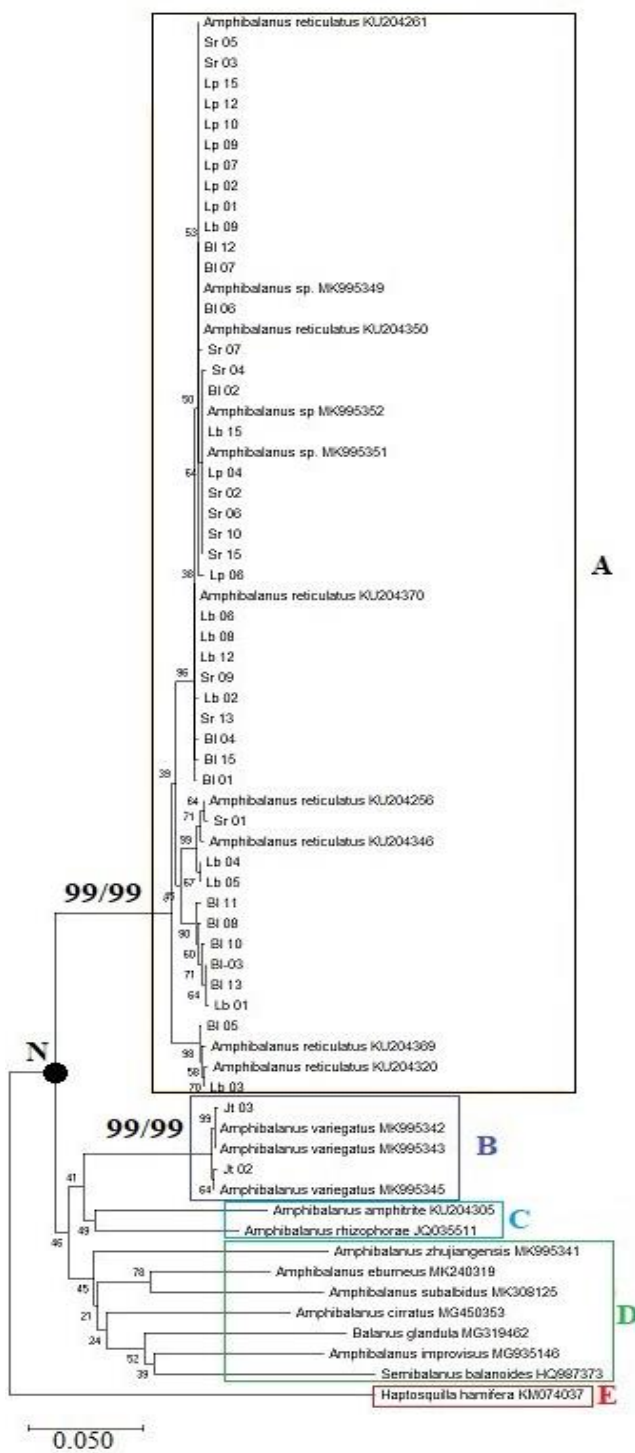 Amphibalanus reticulatus KU204261
Sr 05
Sr 03
Lp 15
Lp 12
Lp 10
Lp 09
Lp 07
Lp 02
Lp 01
Lb 09
53
Bl 12
Bl 07
Amphibalanus sp. MK995349
Bl 06
Amphibalanus reticulatus KU204350
Sr 07
Sr 04
Bl 02
50
Amphibalanus sp MK995352
Lb 15
Amphibalanus sp. MK995351
64
Lp 04
Sr 02
Sr 06
Sr 10
Sr 15
A
38
Lp 06
Amphibalanus reticulatus KU204370
Lb 06
Lb 08
Lb 12
96
Sr 09
Lb 02
Sr 13
Bl 04
Bl 15
39
Bl 01
64
Amphibalanus reticulatus KU204256
71
Sr 01
99
Amphibalanus reticulatus KU204346
Lb 04
67
Lb 05
99/99
45
Bl 11
Bl 08
90
Bl 10
60
Bl-03
71
Bl 13
64
Lb 01
Bl 05
N
98
Amphibalanus reticulatus KU204369
58
Amphibalanus reticulatus KU204320
70
Lb 03
99
Jt 03
99/99
Amphibalanus variegatus MK995342
Amphibalanus variegatus MK995343
B
41
Jt 02
64
Amphibalanus variegatus MK995345
Amphibalanus amphitrite KU204305
C
49
Amphibalanus rhizophorae JQ035511
46
Amphibalanus zhujiangensis MK995341
45
78
Amphibalanus eburneus MK240319
Amphibalanus subalbidus MK308125
21
Amphibalanus cirratus MG450353
D
24
Balanus glandula MG319462
52
Amphibalanus improvisus MG935146
39
Semibalanus balanoides HQ987373
Haptosquilla hamifera KM074037
E
0.050